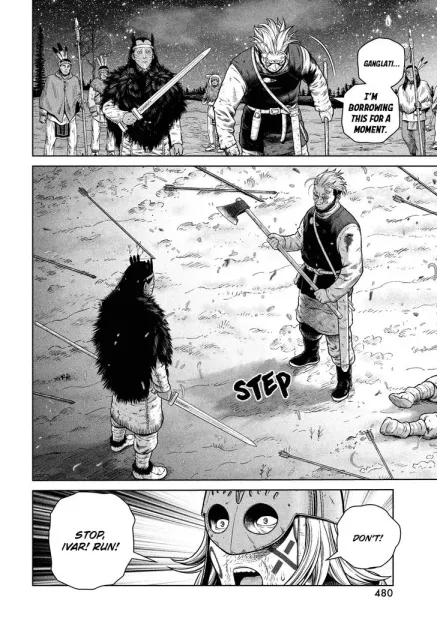 GANGLATI...
I'M
BORROWING
THIS FOR A
MOMENT.
STEP
DON'T!
STOP,
IVAR! RUN!
480